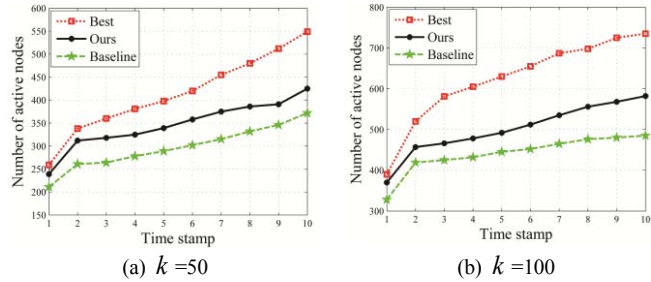 600
550
500
450
400
350
300
250
200
150
Number of active nodes
Best
Ours
Baseline
1 2 3 4 5 6 7 8 9 10
Time stamp
(a) k =50
800
700
600
500
400
300
Number of active nodes
Best
Ours
Baseline
1 2 3 4 5 6 7 8 9 10
Time stamp
(b) k =100